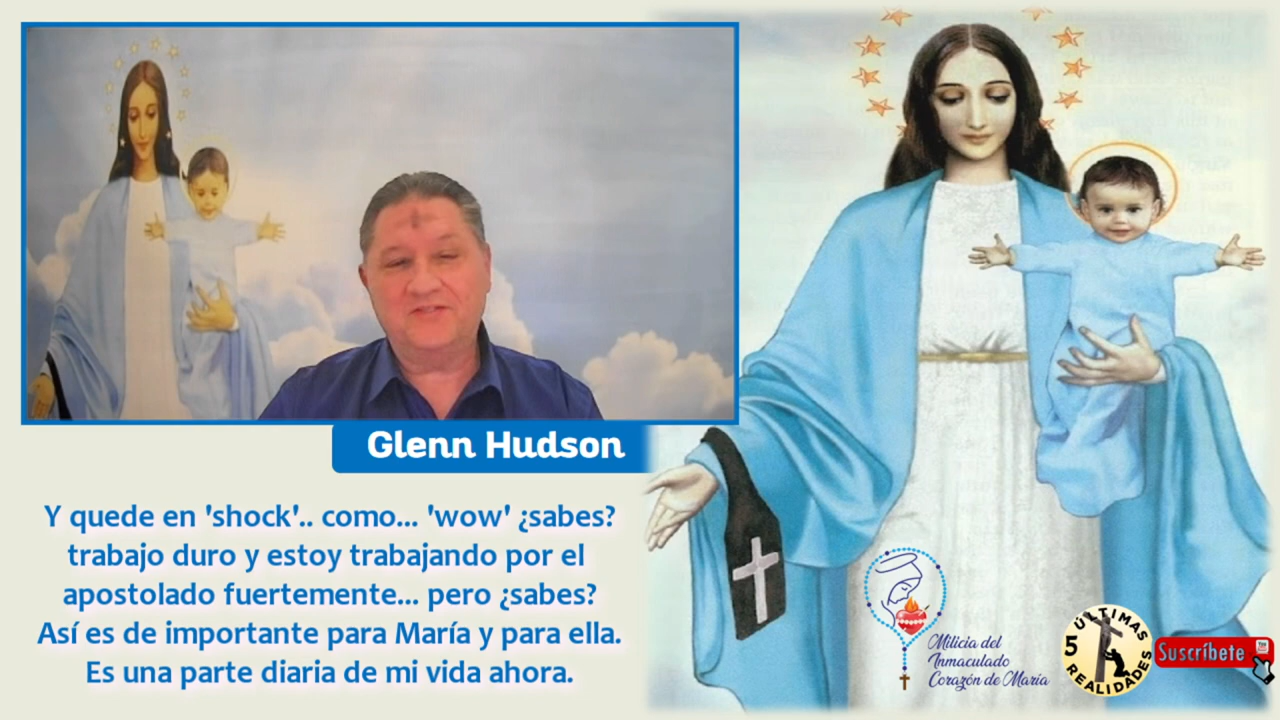 Glenn Hudson
Y quede en 'shock'.. como... 'wow' ¿sabes?
trabajo duro y estoy trabajando por el
apostolado fuertemente... pero ¿sabes?
Así es de importante para María y para ella.
Es una parte diaria de mi vida ahora.
Milicia del
Inmaculado
Corazón de María
5 ÚLTIMAS
REALIDADES
Suscríbete